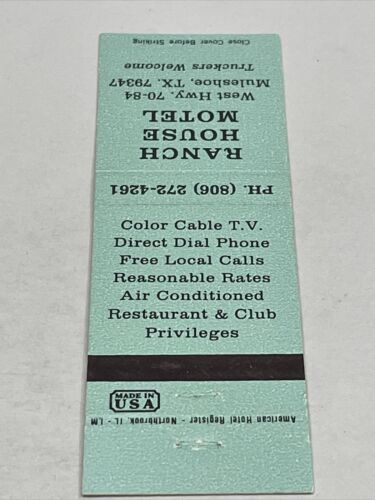 Close Cover Before Striking
Truckers Welcome
Muleshoe, TX. 79347
West Hwy. 70-84
MOTEL
HOUSE
RANCH
PH. (806) 272-4261
Color Cable T.V.
Direct Dial Phone
Free Local Calls
Reasonable Rates
Air Conditioned
Restaurant & Club
Privileges
MADE IN
USA
American Hotel Register - Northbrook, IL - LM